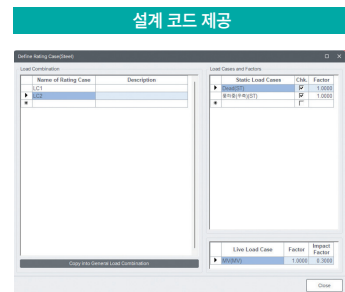 설계 코드 제공
Define Rating Case(Steel)
Load Combination
Name of Rating Case Description
LC1
LC2
Copy into General Load Combination
Load Cases and Factors
Static Load Cases Chk. Factor
Dead(ST) 1.0000
(ST) 1.0000
Live Load Case Factor Impact Factor
MV(MV) 1.0000 0.3000
Close